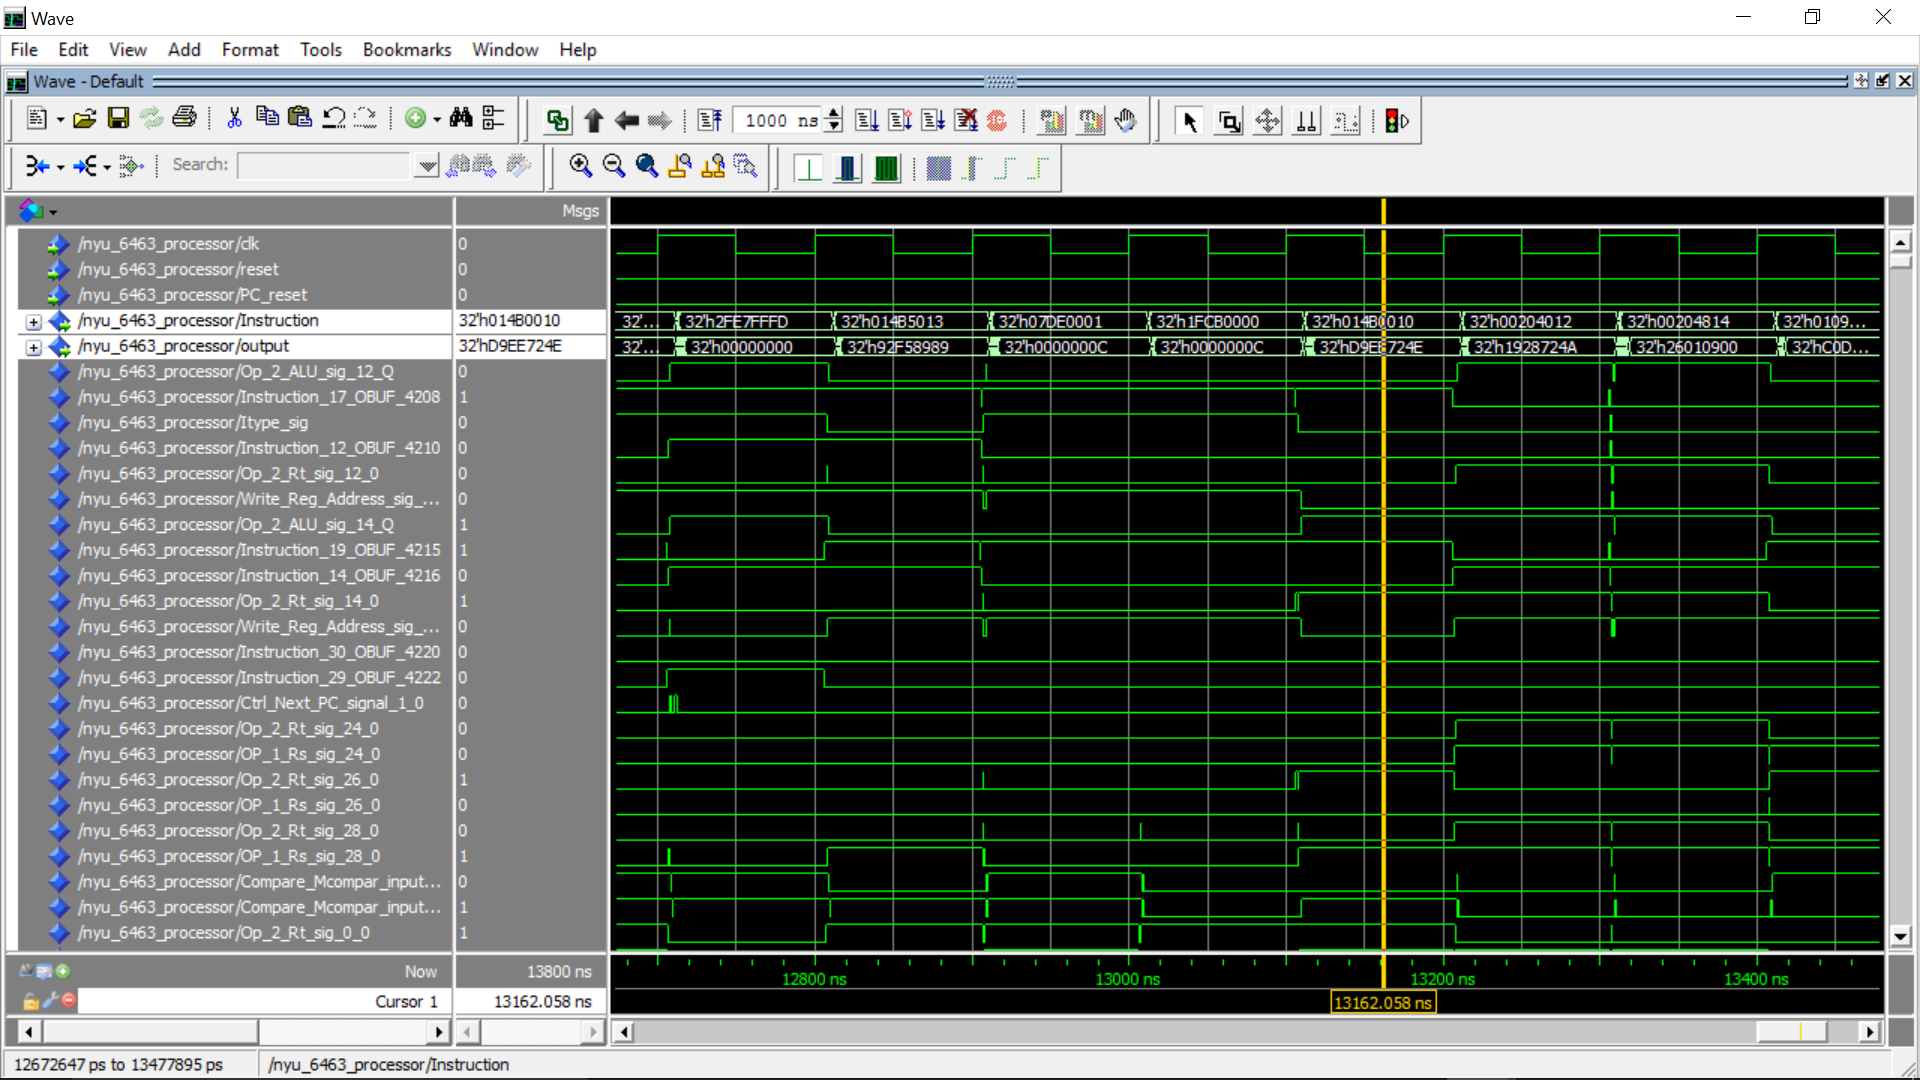 Wave
File Edit View Add Format Tools Bookmarks Window Help
Wave - Default
1000 ns
Search:
Msgs
/nyu_6463_processor/clk 0
/nyu_6463_processor/reset 0
/nyu_6463_processor/PC_reset 0
/nyu_6463_processor/Instruction 32'h014B0010 32'... 32'h2FE7FFFD 32'h014B5013 32'h07DE0001 32'h1FCB0000 32'h014B0010 32'h00204012 32'h00204814 32'h0109...
/nyu_6463_processor/output 32'hD9EE724E 32'... 32'h00000000 32'h92F58989 32'h0000000C 32'h0000000C 32'hD9EE724E 32'h1928724A 32'h26010900 32'hC0D...
/nyu_6463_processor/Op_2_ALU_sig_12_Q 0
/nyu_6463_processor/Instruction_17_OBUF_4208 1
/nyu_6463_processor/Itype_sig 0
/nyu_6463_processor/Instruction_12_OBUF_4210 0
/nyu_6463_processor/Op_2_Rt_sig_12_0 0
/nyu_6463_processor/Write_Reg_Address_sig_... 0
/nyu_6463_processor/Op_2_ALU_sig_14_Q 1
/nyu_6463_processor/Instruction_19_OBUF_4215 1
/nyu_6463_processor/Instruction_14_OBUF_4216 0
/nyu_6463_processor/Op_2_Rt_sig_14_0 1
/nyu_6463_processor/Write_Reg_Address_sig_... 0
/nyu_6463_processor/Instruction_30_OBUF_4220 0
/nyu_6463_processor/Instruction_29_OBUF_4222 0
/nyu_6463_processor/Ctrl_Next_PC_signal_1_0 0
/nyu_6463_processor/Op_2_Rt_sig_24_0 0
/nyu_6463_processor/OP_1_Rs_sig_24_0 0
/nyu_6463_processor/Op_2_Rt_sig_26_0 1
/nyu_6463_processor/OP_1_Rs_sig_26_0 0
/nyu_6463_processor/Op_2_Rt_sig_28_0 0
/nyu_6463_processor/OP_1_Rs_sig_28_0 1
/nyu_6463_processor/Compare_Mcompar_input... 0
/nyu_6463_processor/Compare_Mcompar_input... 1
/nyu_6463_processor/Op_2_Rt_sig_0_0 1
Now 13800 ns 12800 ns 13000 ns 13200 ns 13400 ns
Cursor 1 13162.058 ns 13162.058 ns
12672647 ps to 13477895 ps /nyu_6463_processor/Instruction